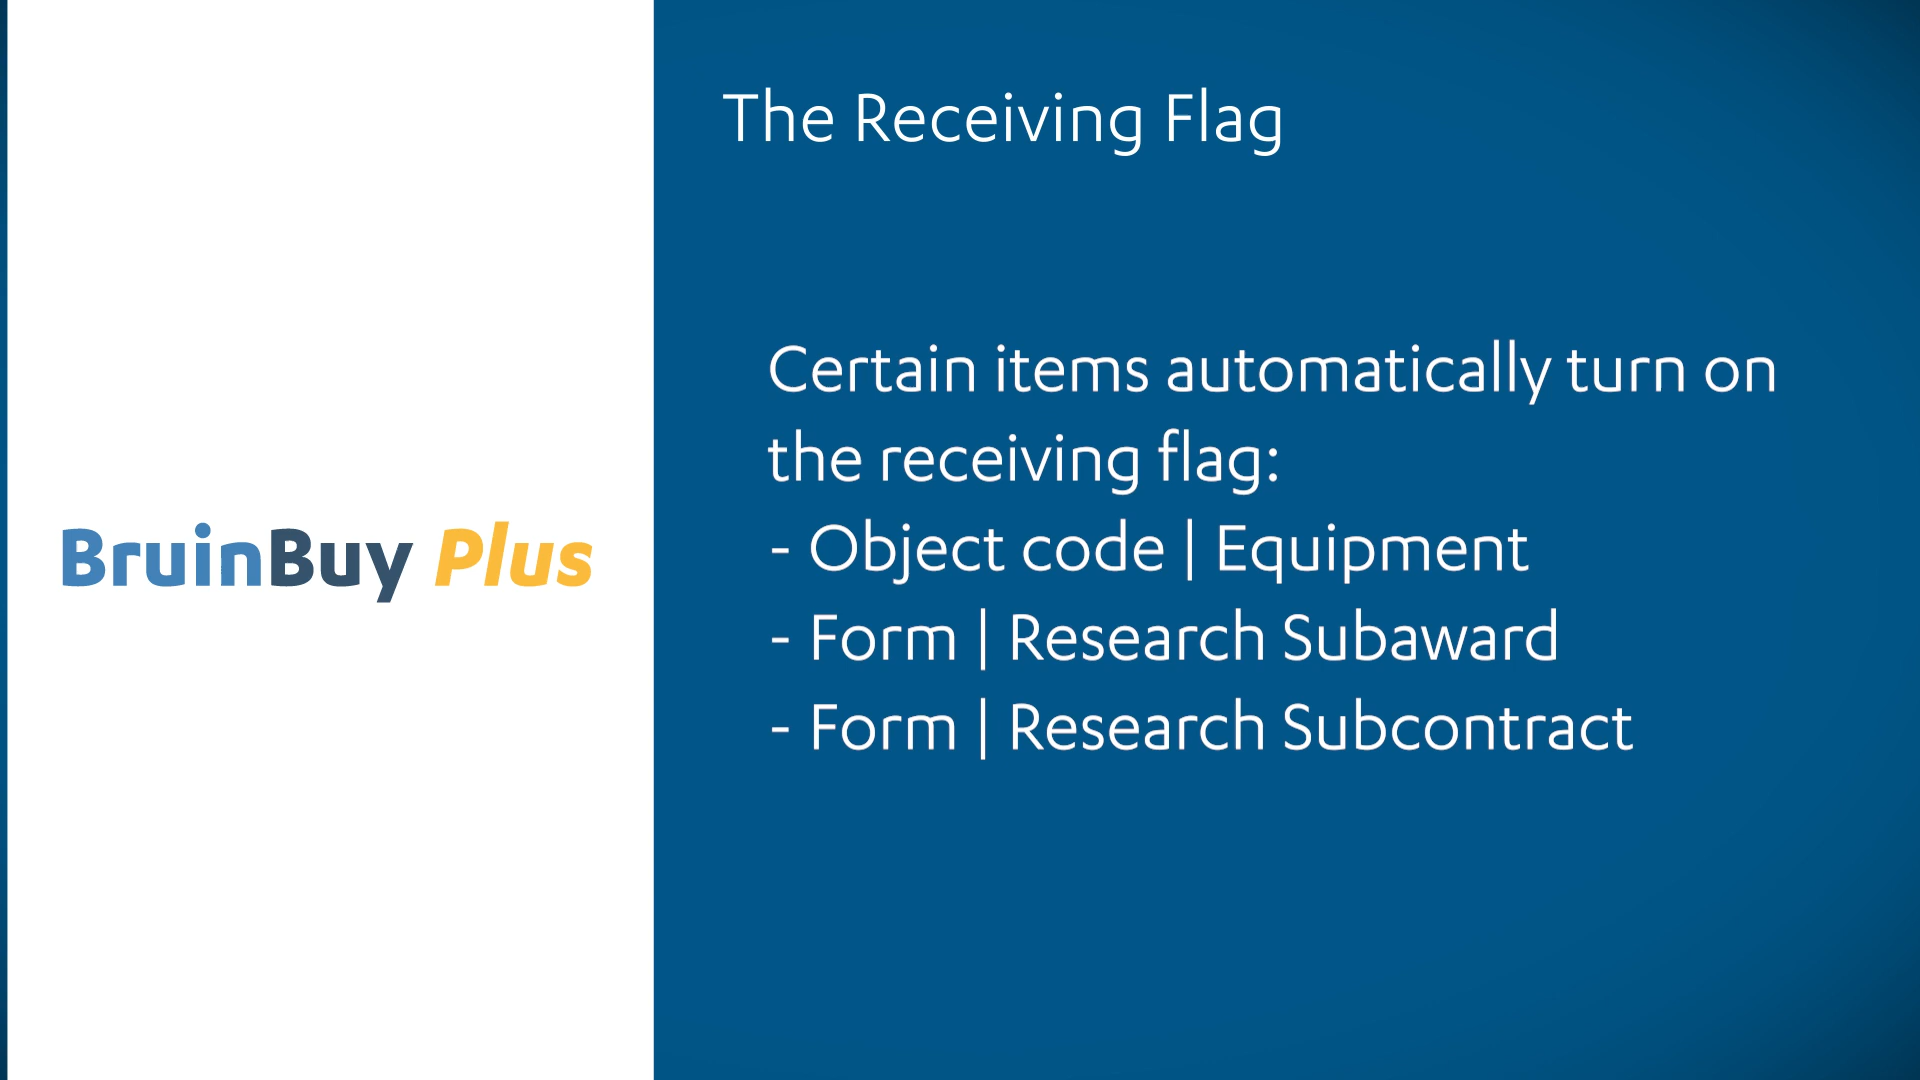 BruinBuy Plus
The Receiving Flag
Certain items automatically turn on
the receiving flag:
- Object code | Equipment
- Form | Research Subaward
- Form | Research Subcontract